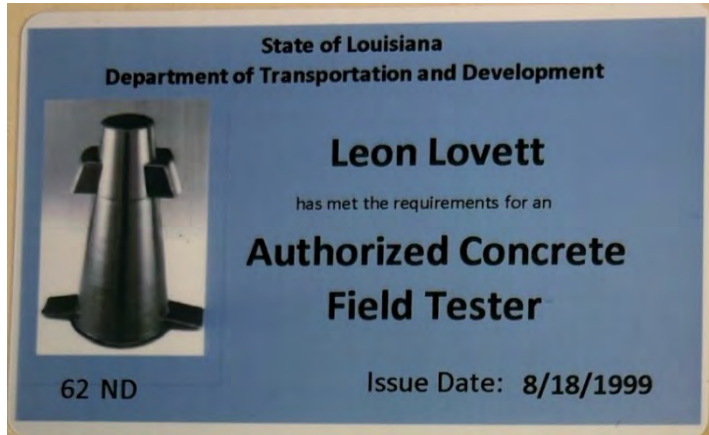 State of Louisiana
Department of Transportation and Development
Leon Lovett
has met the requirements for an
Authorized Concrete
Field Tester
62 ND
Issue Date: 8/18/1999